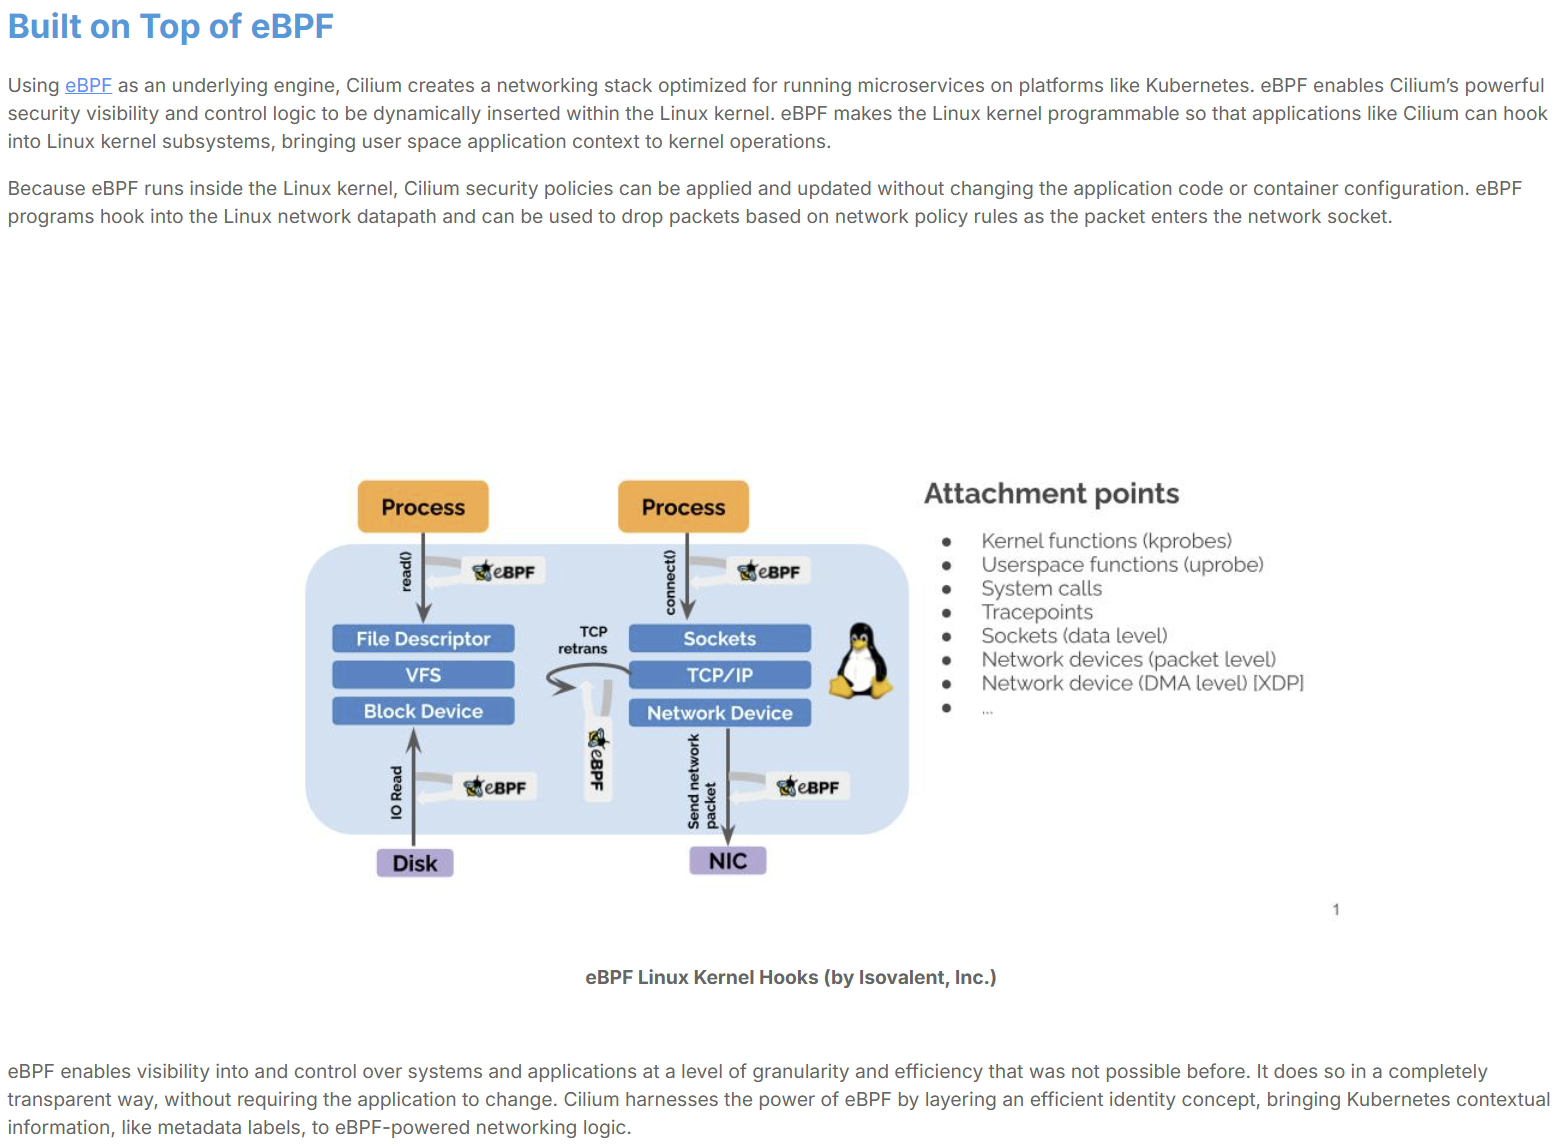 Built on Top of eBPF
Using eBPF as an underlying engine, Cilium creates a networking stack optimized for running microservices on platforms like Kubernetes. eBPF enables Cilium’s powerful
security visibility and control logic to be dynamically inserted within the Linux kernel. eBPF makes the Linux kernel programmable so that applications like Cilium can hook
into Linux kernel subsystems, bringing user space application context to kernel operations.
Because eBPF runs inside the Linux kernel, Cilium security policies can be applied and updated without changing the application code or container configuration. eBPF
programs hook into the Linux network datapath and can be used to drop packets based on network policy rules as the packet enters the network socket.
Process
read()
eBPF
File Descriptor
VFS
Block Device
IO Read
eBPF
Disk
Process
connect()
eBPF
TCP
retrans
eBPF
Sockets
TCP/IP
Network Device
Send network
packet
eBPF
NIC
Attachment points
● Kernel functions (kprobes)
● Userspace functions (uprobe)
● System calls
● Tracepoints
● Sockets (data level)
● Network devices (packet level)
● Network device (DMA level) [XDP]
● ...
1
eBPF Linux Kernel Hooks (by Isovalent, Inc.)
eBPF enables visibility into and control over systems and applications at a level of granularity and efficiency that was not possible before. It does so in a completely
transparent way, without requiring the application to change. Cilium harnesses the power of eBPF by layering an efficient identity concept, bringing Kubernetes contextual
information, like metadata labels, to eBPF-powered networking logic.